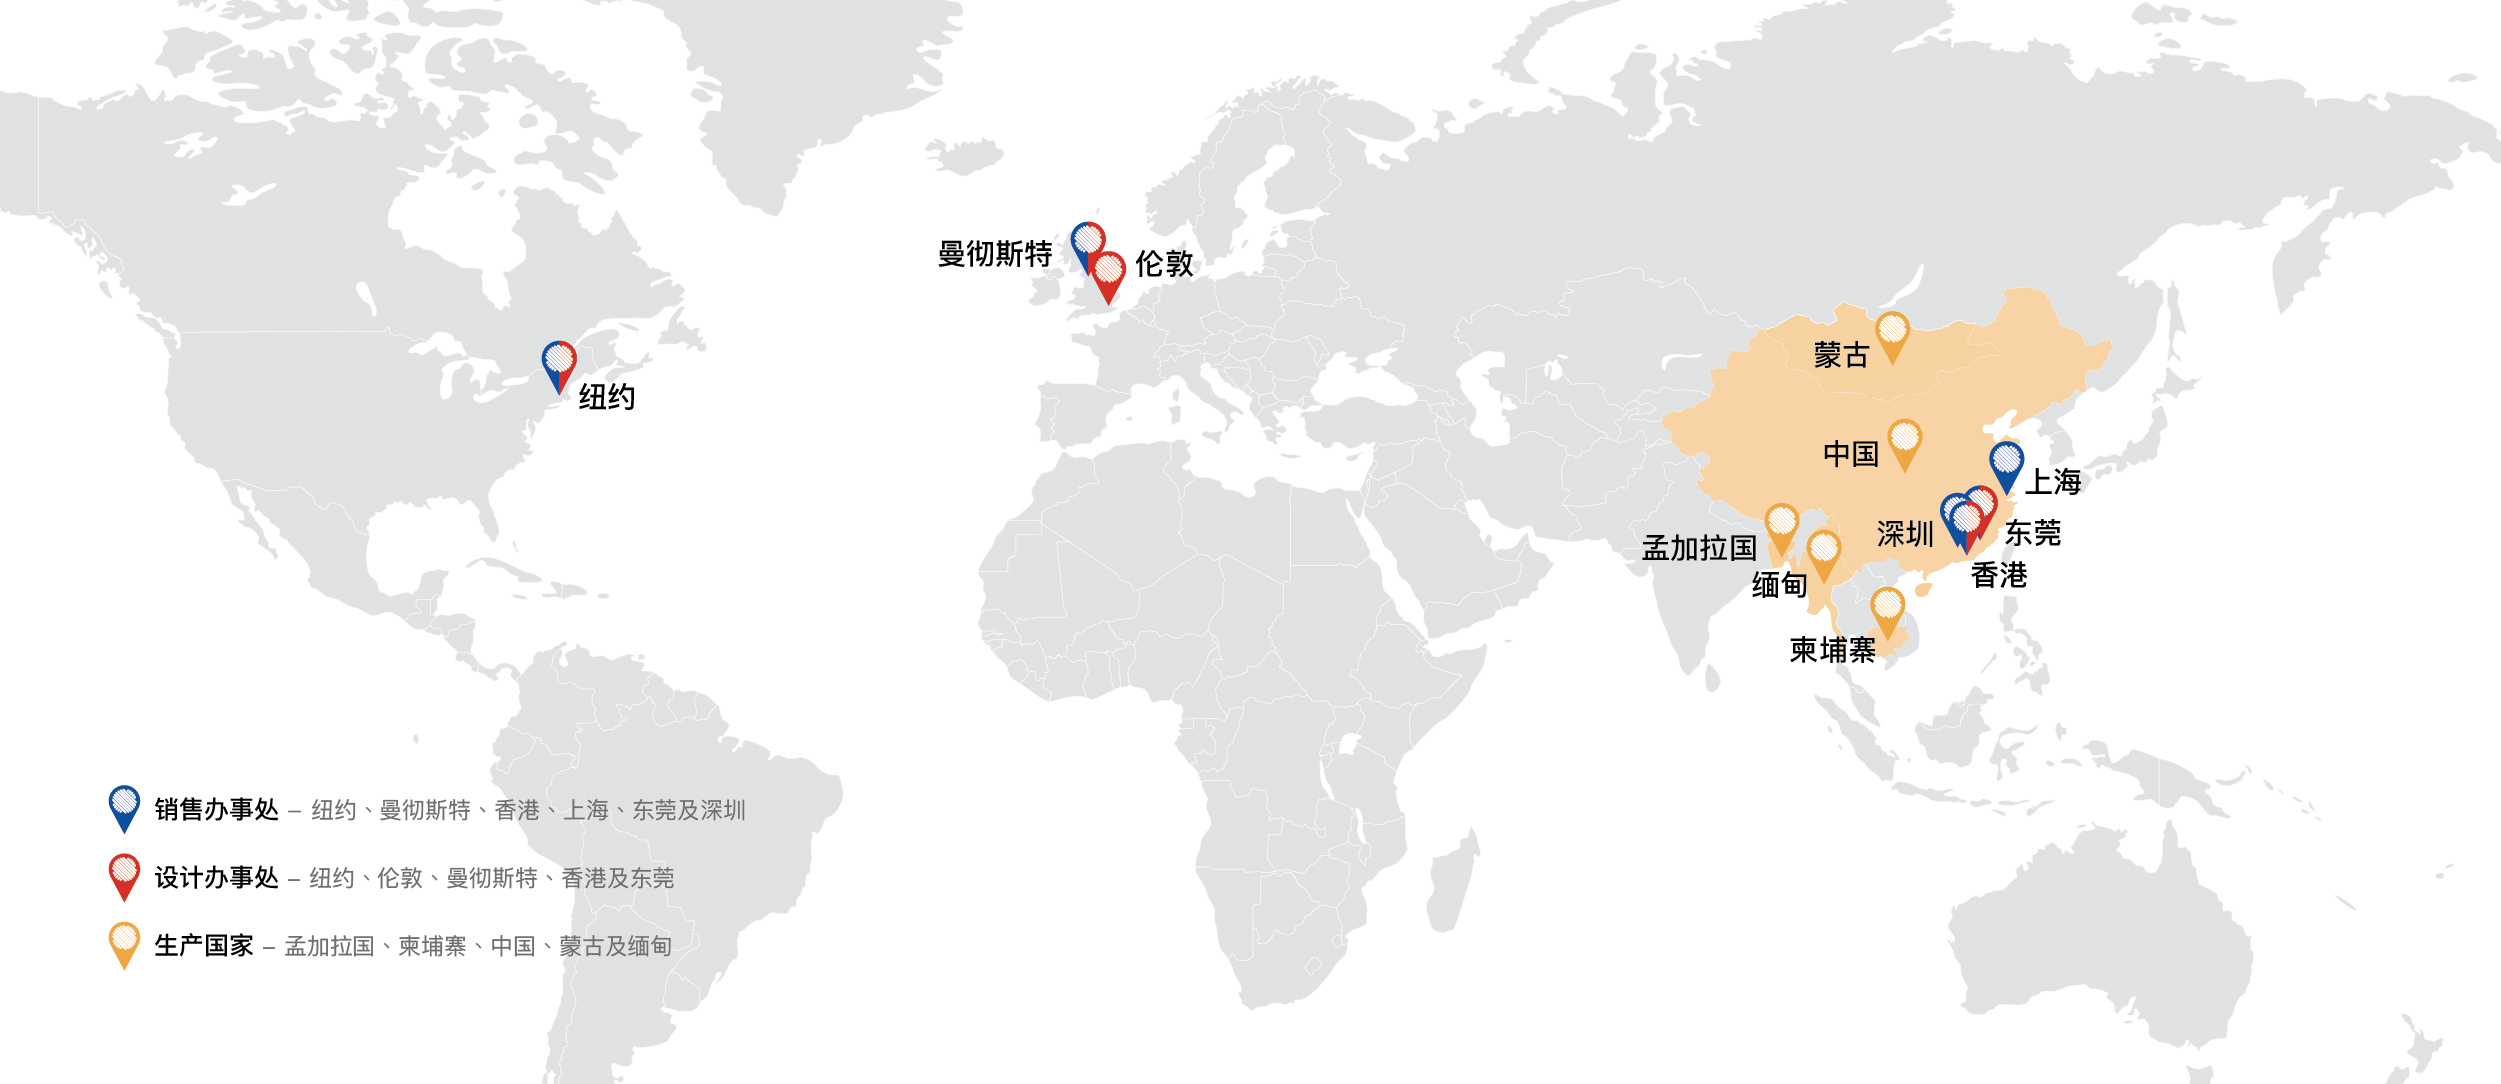 曼彻斯特
伦敦
蒙古
纽约
中国
上海
深圳
东莞
孟加拉国
香港
缅甸
柬埔寨
销售办事处 – 纽约、曼彻斯特、香港、上海、东莞及深圳
设计办事处 – 纽约、伦敦、曼彻斯特、香港及东莞
生产国家 – 孟加拉国、柬埔寨、中国、蒙古及缅甸